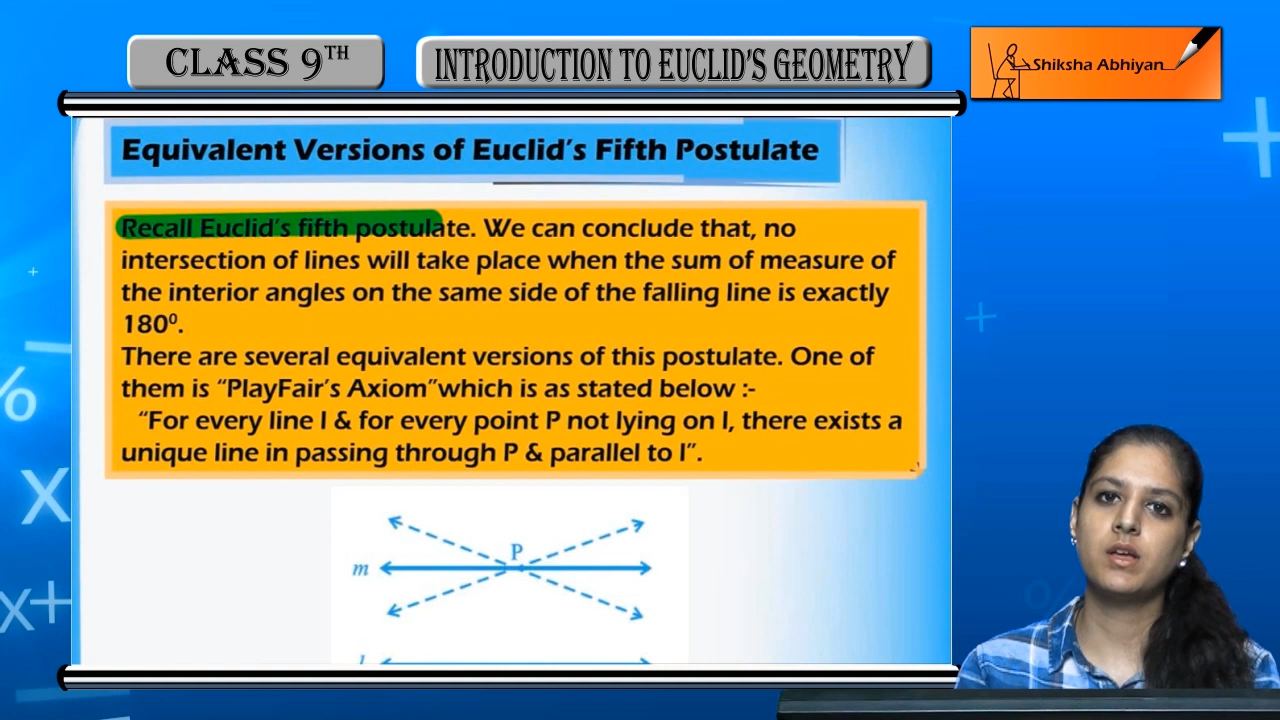 CLASS 9TH
INTRODUCTION TO EUCLID'S GEOMETRY
Shiksha Abhiyan
Equivalent Versions of Euclid's Fifth Postulate
Recall Euclid's fifth postulate. We can conclude that, no
intersection of lines will take place when the sum of measure of
the interior angles on the same side of the falling line is exactly
180⁰.
There are several equivalent versions of this postulate. One of
them is "PlayFair's Axiom"which is as stated below :-
"For every line l & for every point P not lying on l, there exists a
unique line in passing through P & parallel to l".
P
m
l
%
X
X+